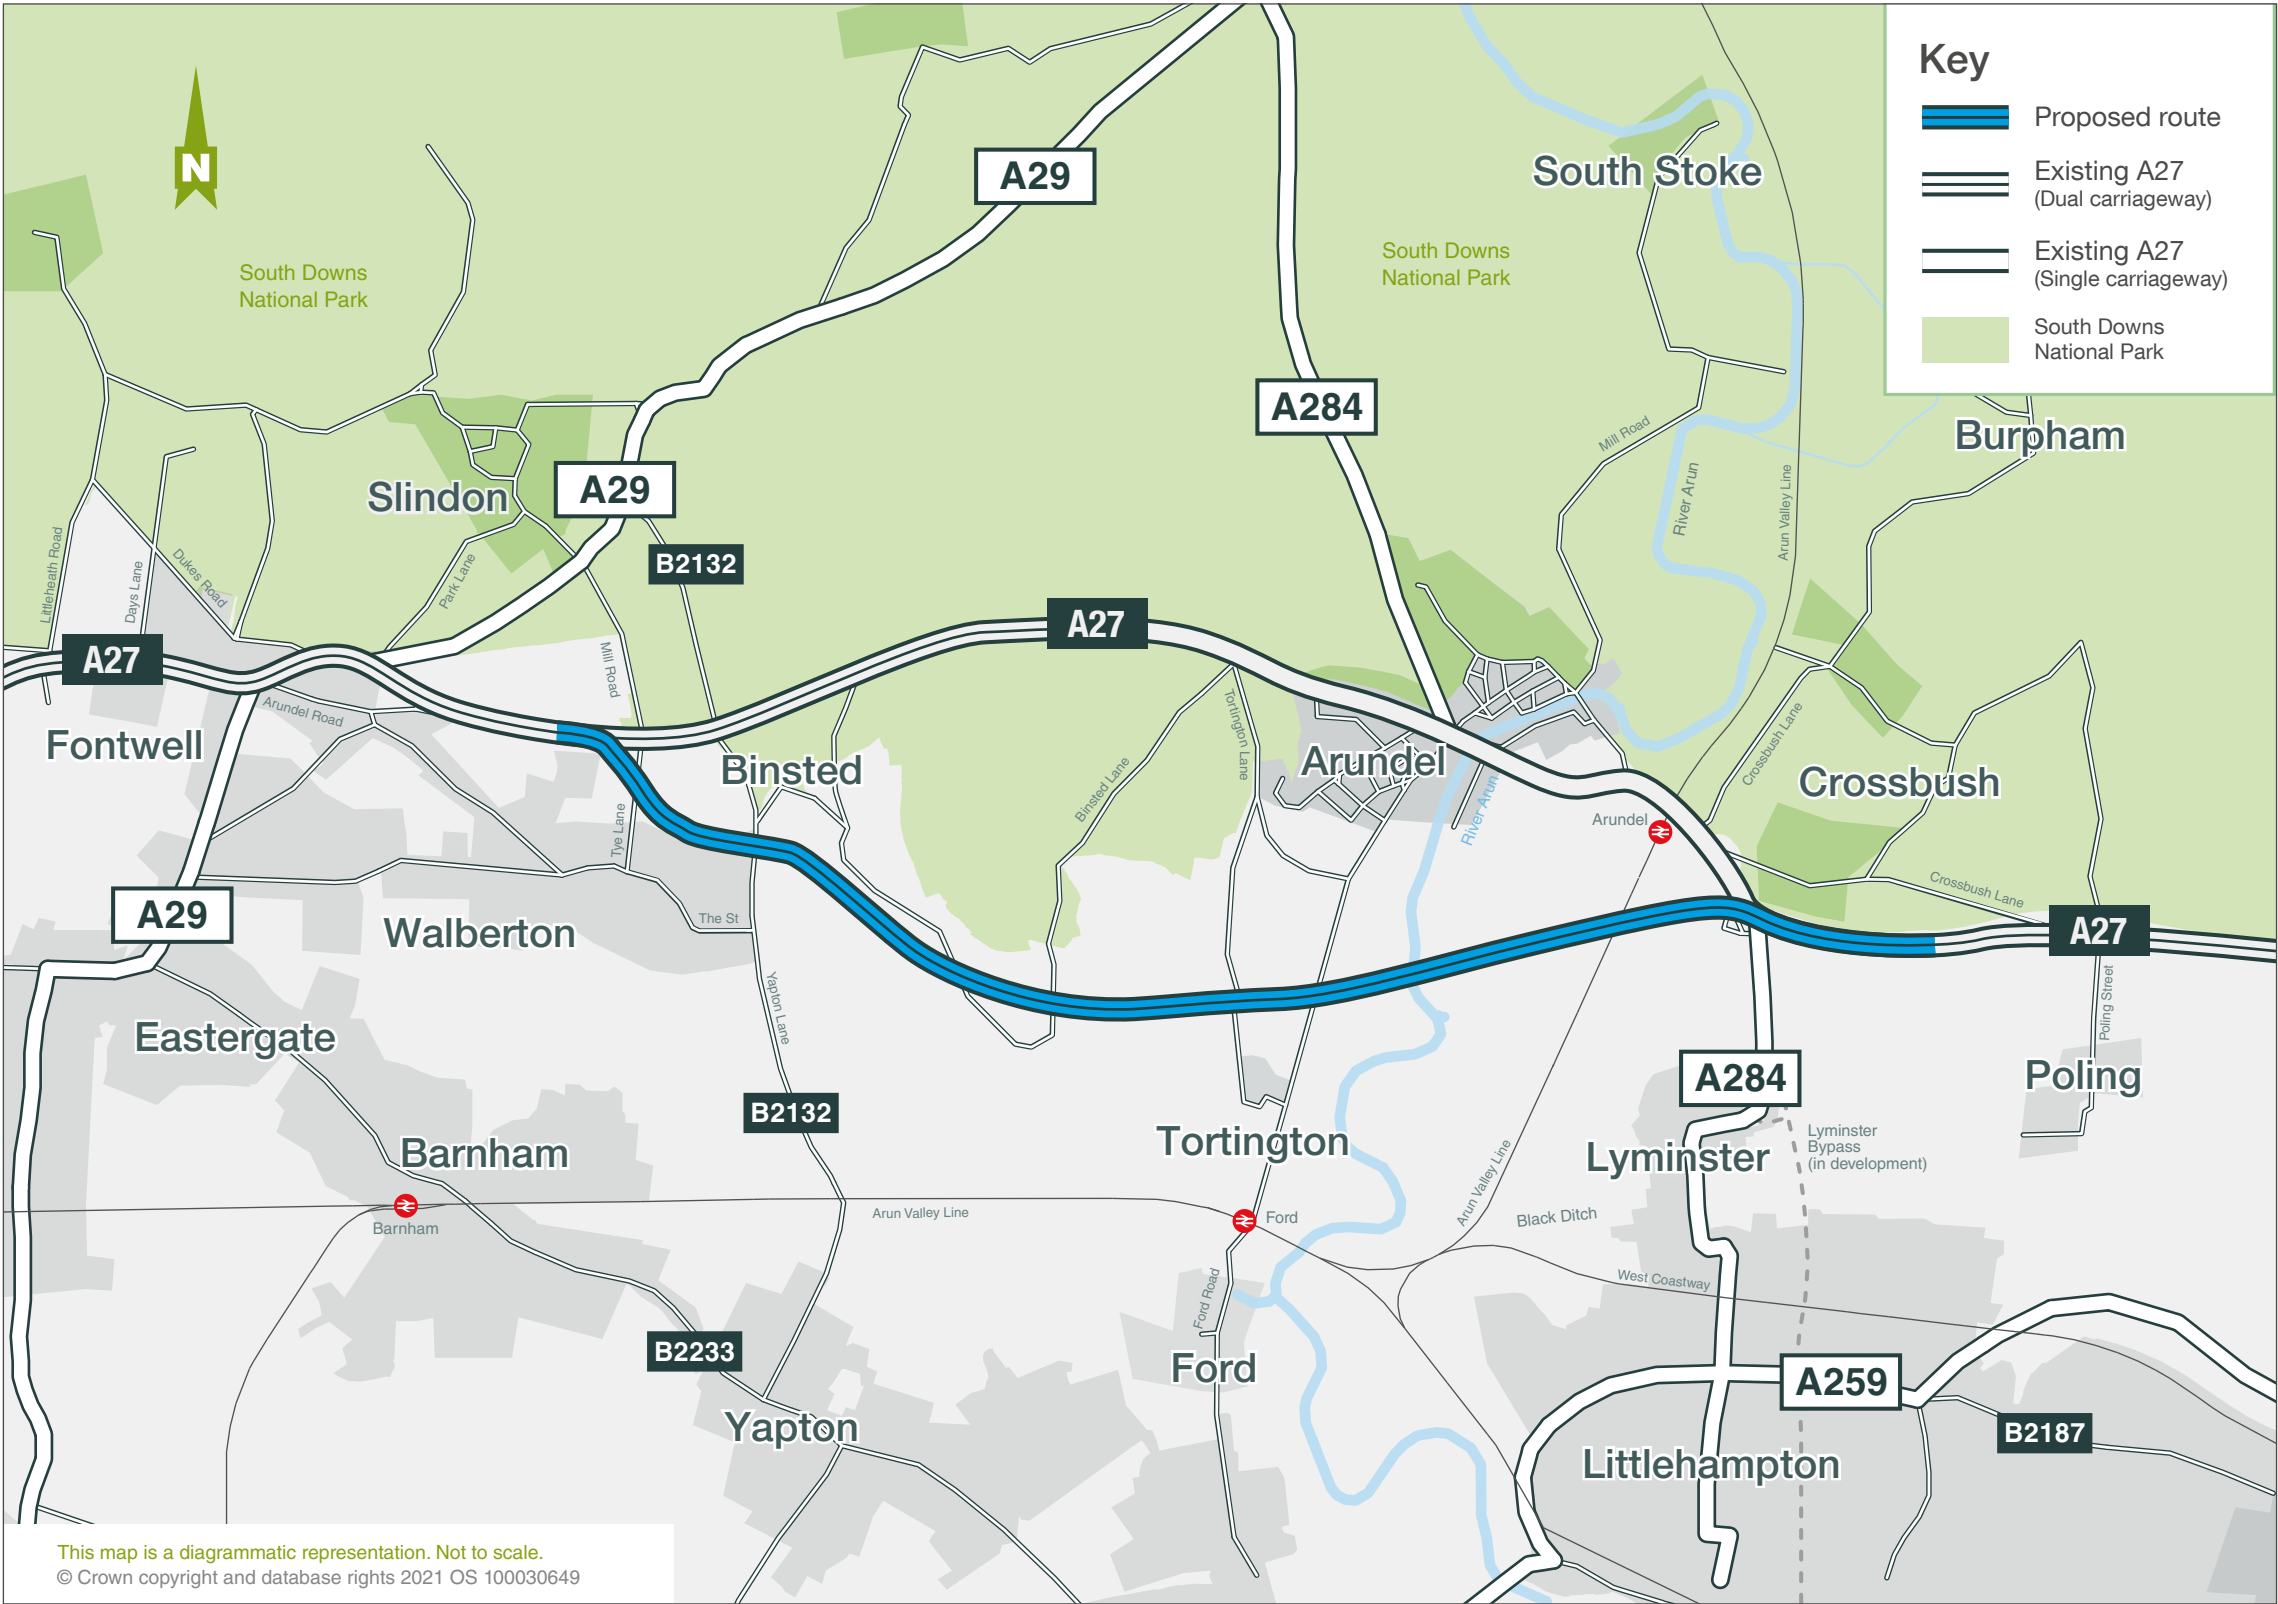 Key
Proposed route
Existing A27
(Dual carriageway)
Existing A27
(Single carriageway)
South Downs
National Park
N
A29
South Stoke
South Downs
National Park
South Downs
National Park
A284
Mill Road
Burpham
River Arun
Arun Valley Line
Slindon
A29
B2132
Littleheath Road
Days Lane
Dukes Road
Park Lane
A27
A27
Mill Road
Arundel Road
Tortington Lane
Fontwell
Binsted
Binsted Lane
Arundel
River Arun
Arundel
Crossbush Lane
Crossbush
Tye Lane
Crossbush Lane
A29
Walberton
The St
A27
Yapton Lane
Poling Street
Eastergate
A284
Poling
B2132
Barnham
Tortington
Lyminster
Lyminster
Bypass
(in development)
Barnham
Arun Valley Line
Ford
Arun Valley Line
Black Ditch
West Coastway
Ford Road
B2233
Ford
A259
Yapton
B2187
Littlehampton
This map is a diagrammatic representation. Not to scale.
© Crown copyright and database rights 2021 OS 100030649